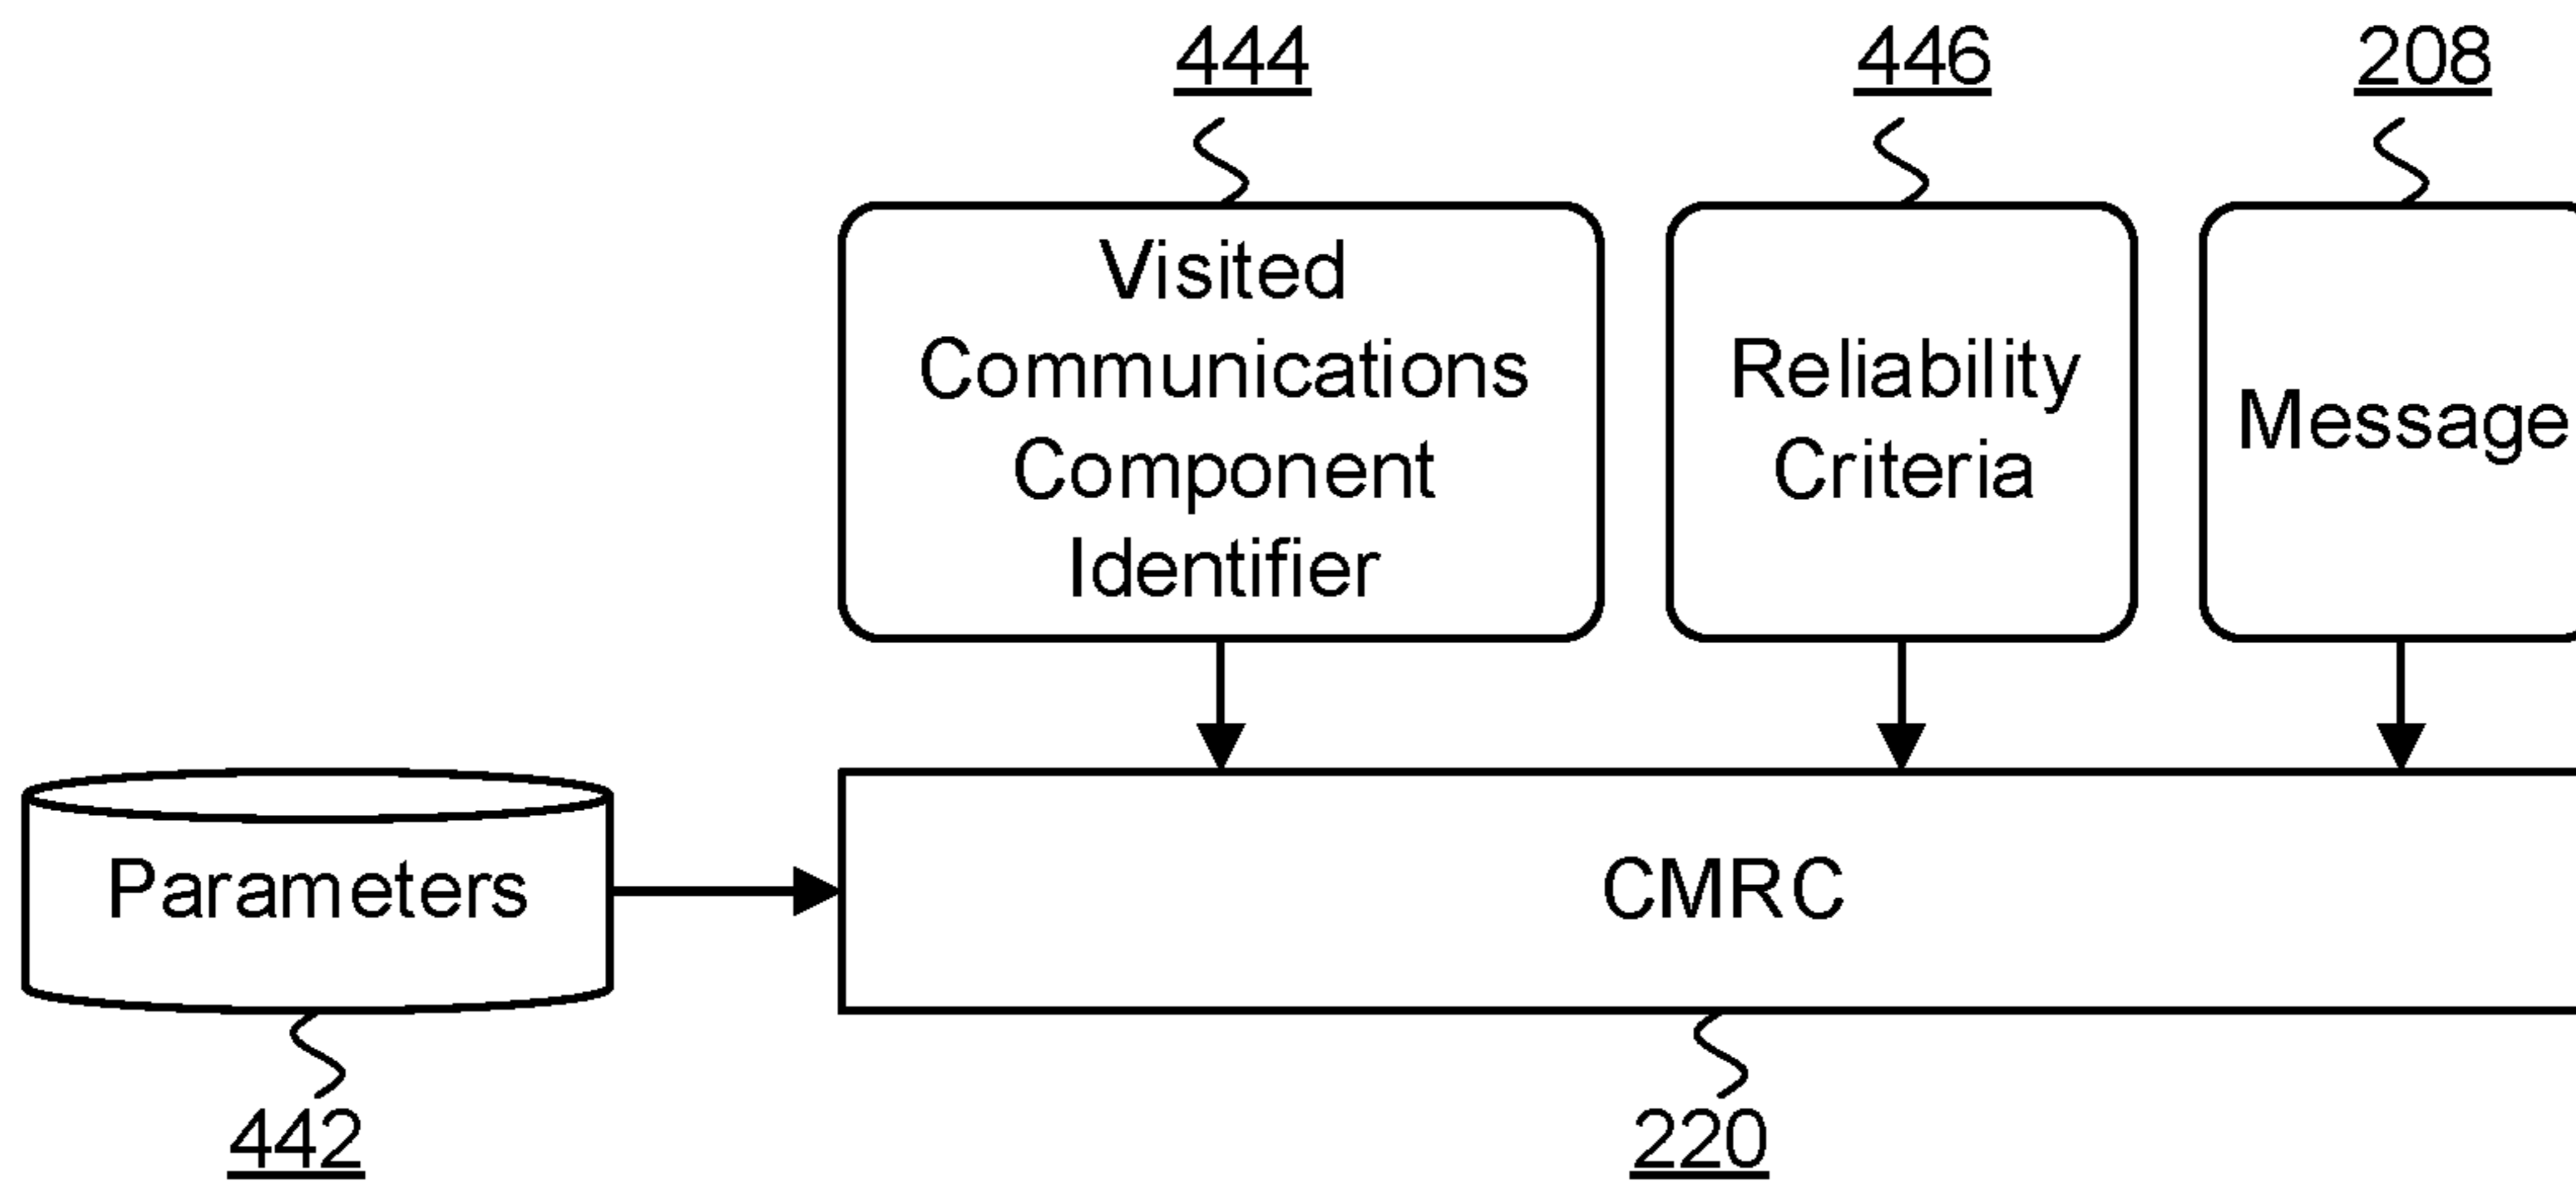 444
446
208
Visited
Communications
Component
Identifier
Reliability
Criteria
Message
Parameters
CMRC
442
220